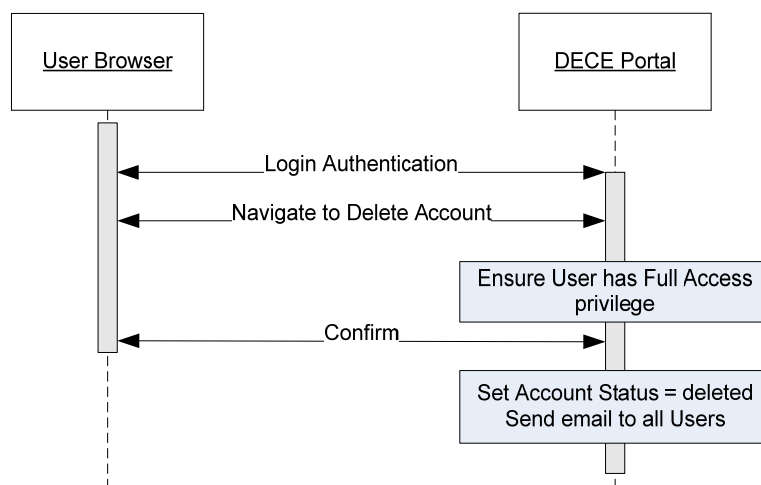 User Browser
DECE Portal
Login Authentication
Navigate to Delete Account
Ensure User has Full Access
privilege
Confirm
Set Account Status = deleted
Send email to all Users